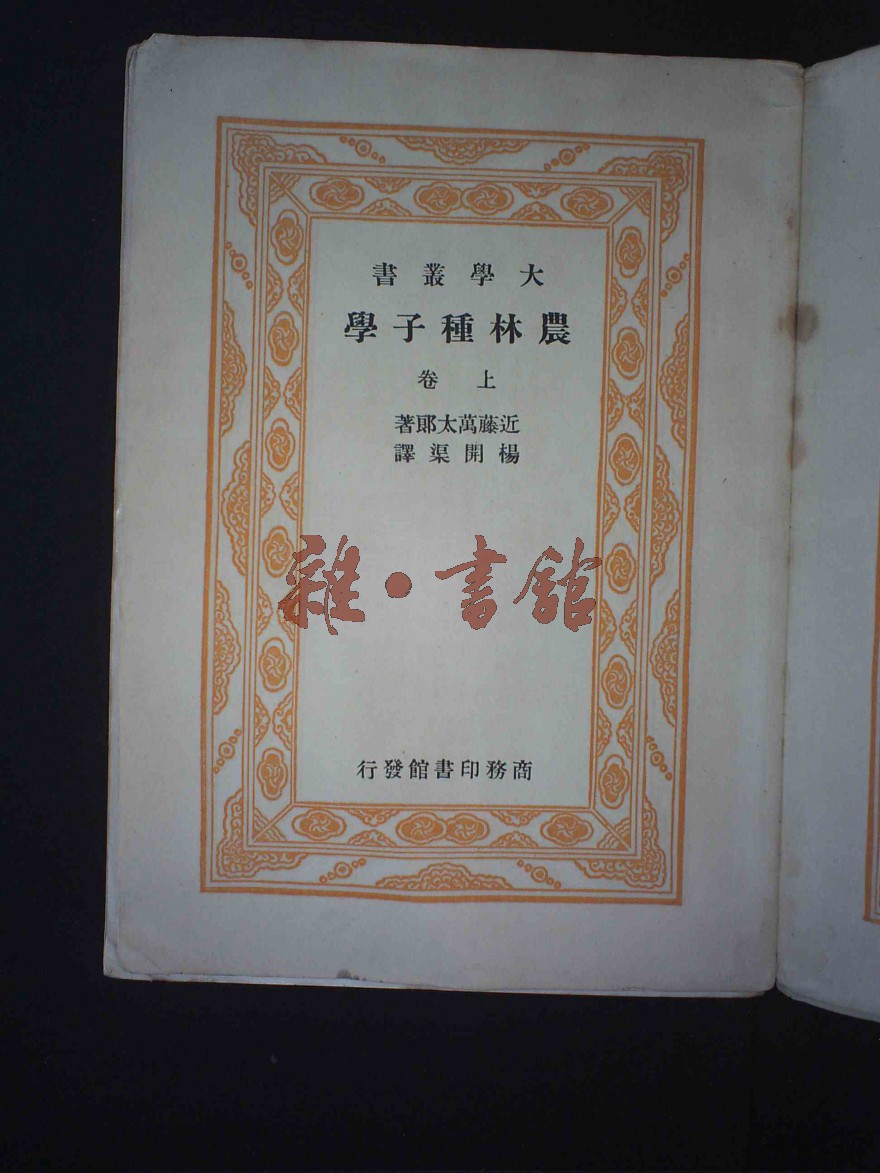 大學叢書
農林種子學
上卷
近藤萬太郎著
楊開渠譯
雜·書館
商務印書館發行